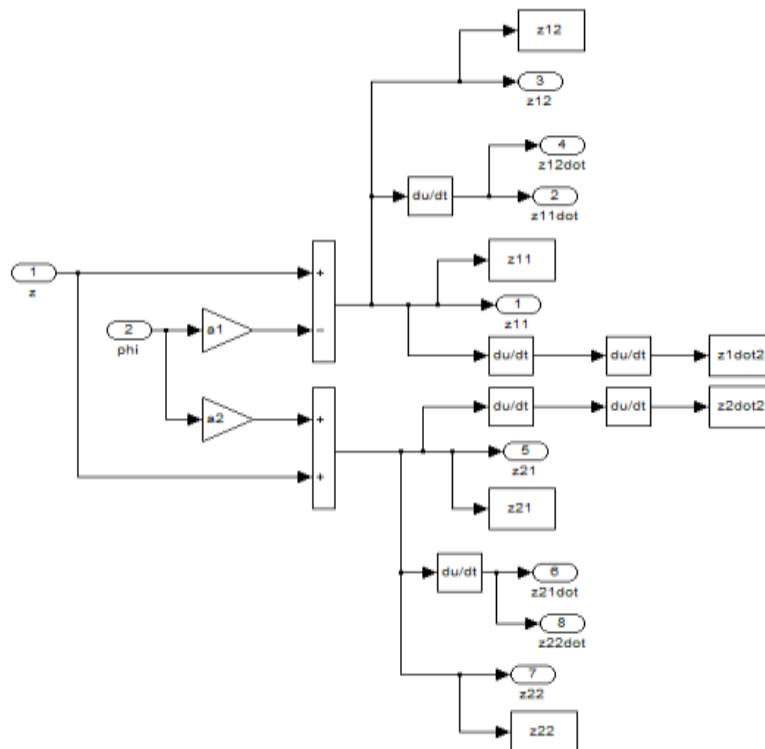 z12
3
z12
4
z12dot
du/dt
2
z11dot
z11
1
z
+
1
z11
2
phi
a1
-
du/dt
du/dt
z1dot2
du/dt
du/dt
z2dot2
a2
+
5
z21
+
z21
du/dt
6
z21dot
8
z22dot
7
z22
z22